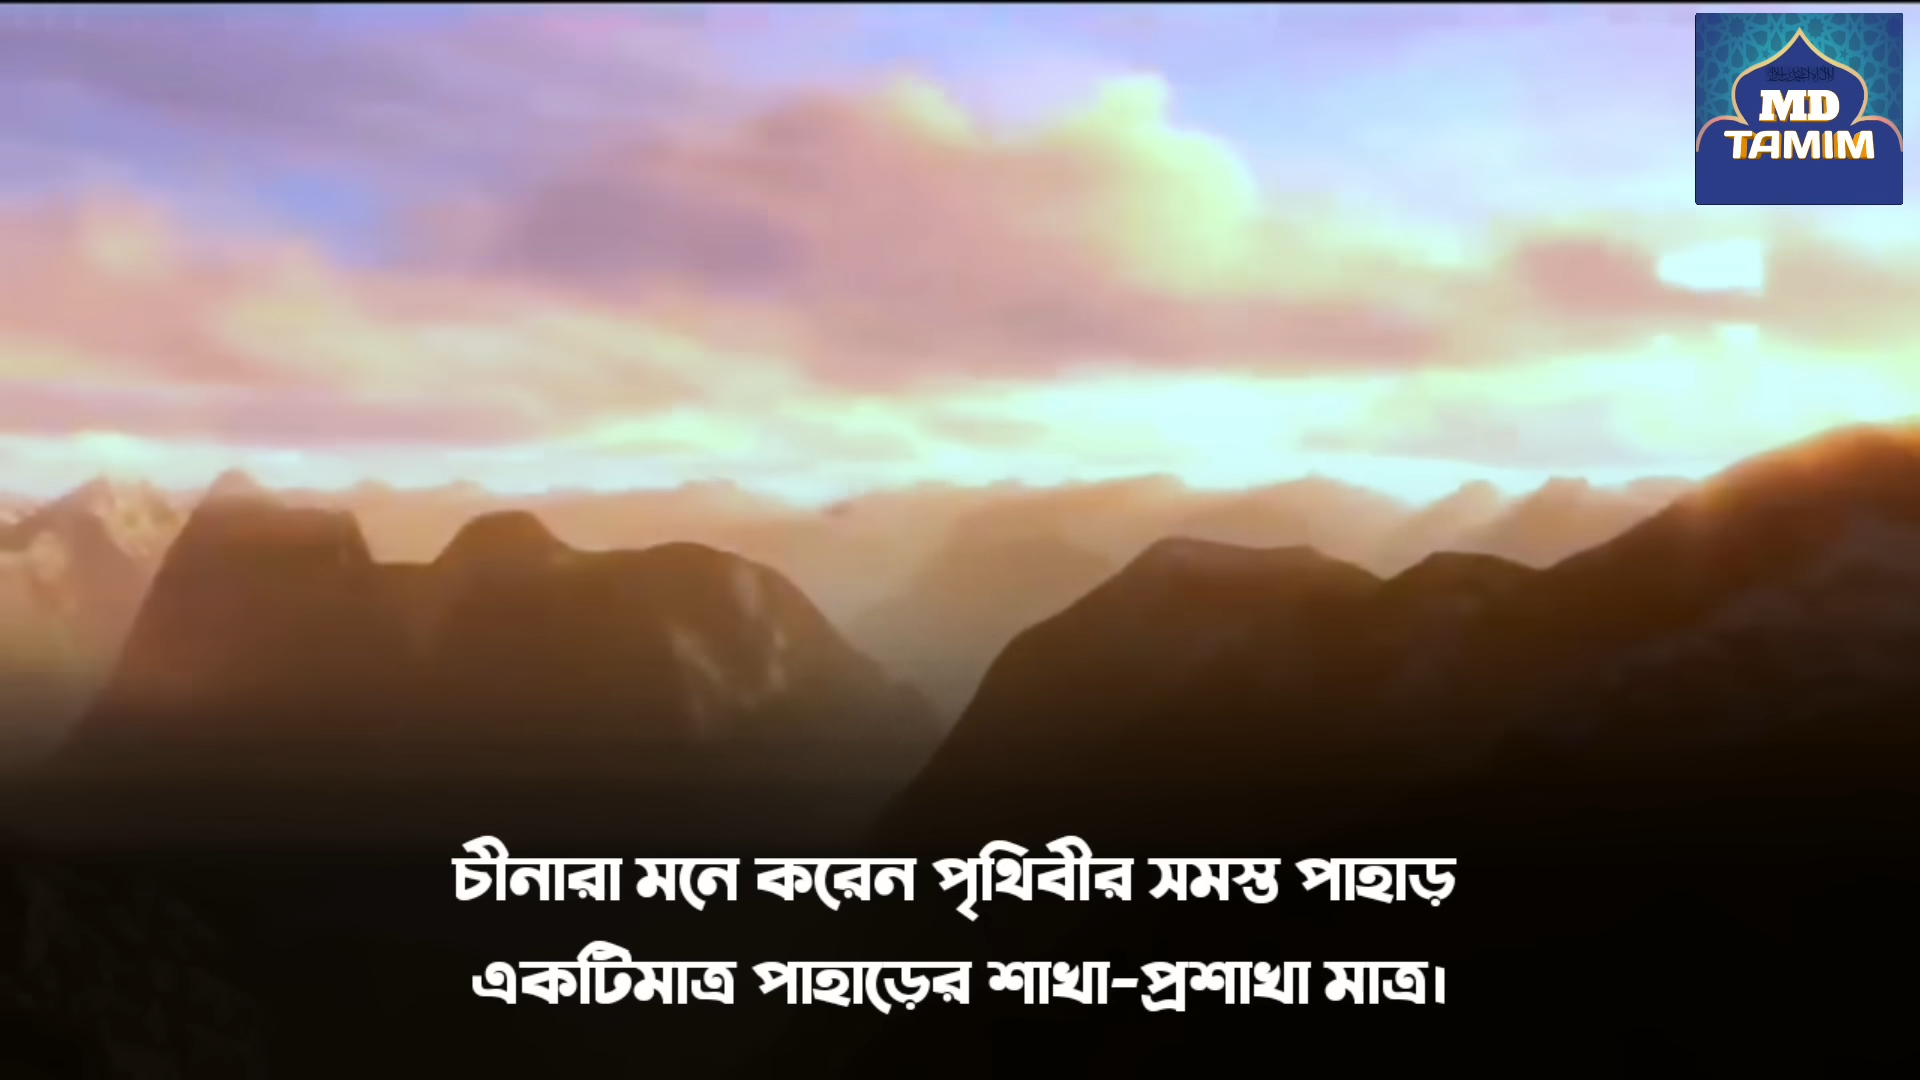 MD
TAMIM
চীনারা মনে করেন পৃথিবীর সমস্ত পাহাড়
একটিমাত্র পাহাড়ের শাখা-প্রশাখা মাত্র।